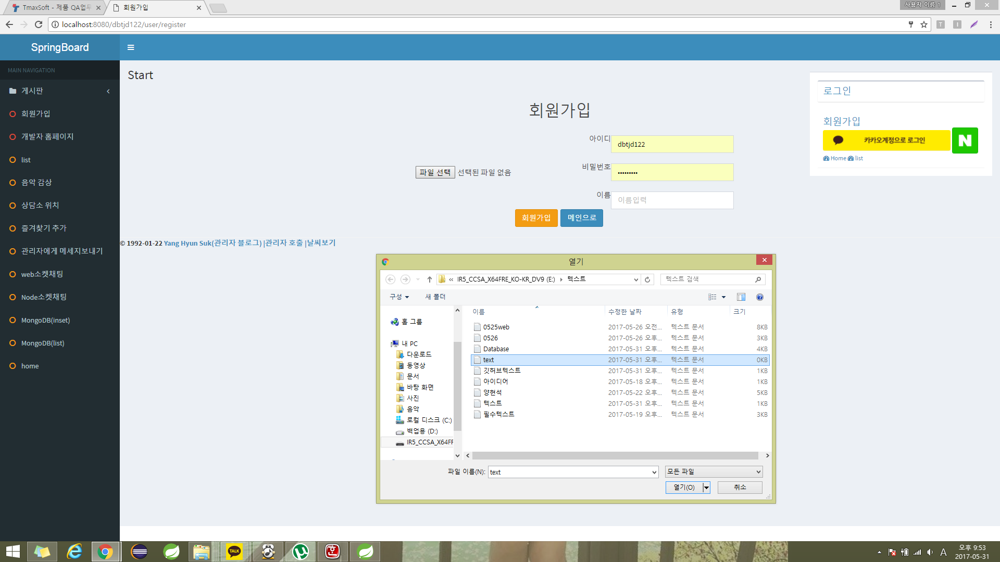 TmaxSoft - 제품 QA업무
회원가입
사용자 이름 1
localhost:8080/dbtjd122/user/register
SpringBoard
MAIN NAVIGATION
게시판
회원가입
개발자 홈페이지
list
음악 감상
상담소 위치
즐겨찾기 추가
관리자에게 메세지보내기
web소켓채팅
Node소켓채팅
MongoDB(inset)
MongoDB(list)
home
Start
회원가입
아이디 dbtjd122
파일 선택 선택된 파일 없음
비밀번호 •••••••••
이름 이름입력
회원가입 메인으로
로그인
회원가입
카카오계정으로 로그인 N
Home list
© 1992-01-22 Yang Hyun Suk(관리자 블로그) |관리자 호출 |날씨보기
열기
« IR5_CCSA_X64FRE_KO-KR_DV9 (E:) 텍스트
텍스트 검색
구성 새 폴더
홈 그룹
내 PC
다운로드
동영상
문서
바탕 화면
사진
음악
로컬 디스크 (C:)
백업용 (D:)
IR5_CCSA_X64FR
이름 수정한 날짜 유형 크기
0525web 2017-05-26 오전... 텍스트 문서 8KB
0526 2017-05-26 오후... 텍스트 문서 3KB
Database 2017-05-31 오후... 텍스트 문서 4KB
text 2017-05-31 오후... 텍스트 문서 0KB
깃허브텍스트 2017-05-31 오후... 텍스트 문서 1KB
아이디어 2017-05-18 오후... 텍스트 문서 1KB
양현석 2017-05-22 오후... 텍스트 문서 5KB
텍스트 2017-05-31 오후... 텍스트 문서 1KB
필수텍스트 2017-05-19 오후... 텍스트 문서 3KB
파일 이름(N): text 모든 파일
열기(O) 취소
TALK
A
오후 9:53
2017-05-31